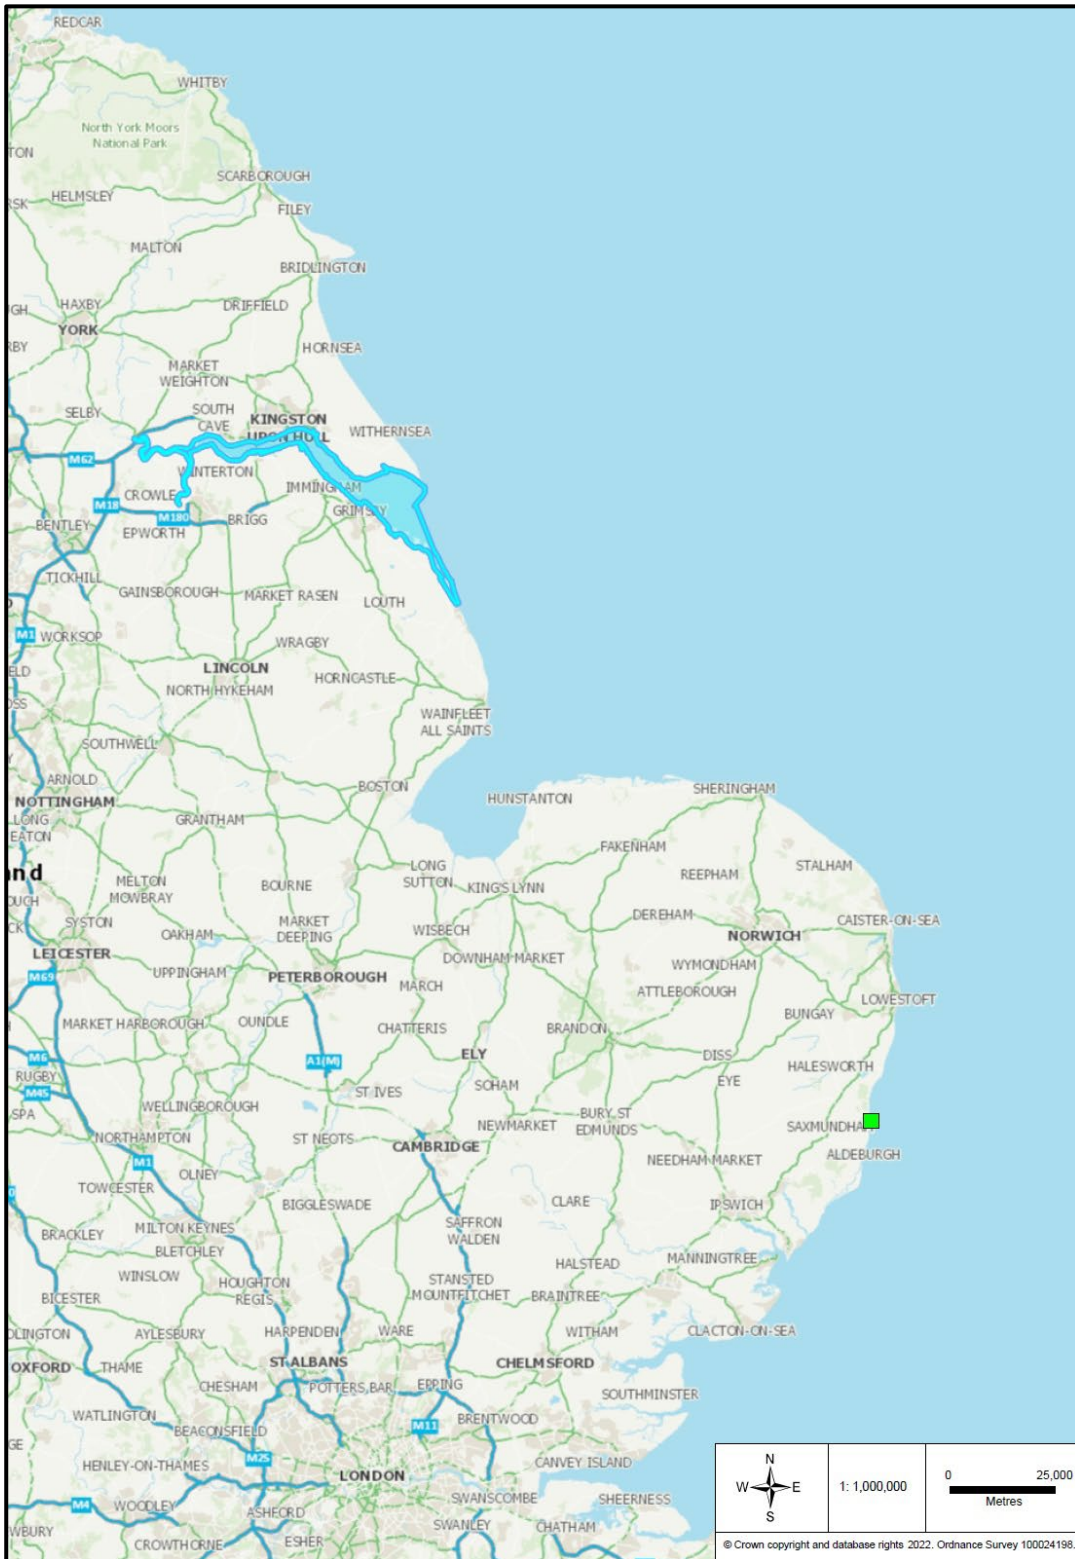 REDCAR
WHITBY
North York Moors
National Park
TON
SCARBOROUGH
HELMSLEY
RSK
FILEY
MALTON
BRIDLINGTON
HAXBY
DRIFFIELD
GH
YORK
RBY
HORNSEA
MARKET
WEIGHTON
SELBY
SOUTH
CAVE
KINGSTON
UPON HULL
WITHERNSEA
M62
WINTERTON
IMMINGHAM
CROWLE
M18
GRIMSBY
M180
BRIGG
BENTLEY
EPWORTH
TICKHILL
GAINSBOROUGH
MARKET RASEN
LOUTH
M1
WORKSOP
WRAGBY
LINCOLN
ELD
HORNCASTLE
NORTH HYKEHAM
OSS
WAINFLEET
ALL SAINTS
SOUTHWELL
ARNOLD
BOSTON
SHERINGHAM
NOTTINGHAM
HUNSTANTON
LONG
EATON
GRANTHAM
FAKENHAM
STALHAM
nd
LONG
SUTTON
REEPHAM
MELTON
MOWBRAY
BOURNE
KING'S LYNN
OUGH
DEREHAM
CAISTER-ON-SEA
SYSTON
MARKET
DEEPING
CK
OAKHAM
WISBECH
NORWICH
LEICESTER
DOWNHAM MARKET
WYMONDHAM
M69
UPPINGHAM
PETERBOROUGH
MARCH
ATTLEBOROUGH
LOWESTOFT
MARKET HARBOROUGH
OUNDLE
CHATTERIS
BRANDON
BUNGAY
M6
A1(M)
ELY
DISS
HALESWORTH
RUGBY
M45
SOHAM
EYE
ST IVES
SPA
WELLINGBOROUGH
BURY ST
EDMUNDS
NEWMARKET
SAXMUNDHAM
NORTHAMPTON
ST NEOTS
CAMBRIDGE
ALDEBURGH
M1
NEEDHAM MARKET
OLNEY
TOWCESTER
BIGGLESWADE
CLARE
IPSWICH
MILTON KEYNES
SAFFRON
WALDEN
BRACKLEY
BLETCHLEY
MANNINGTREE
WINSLOW
HALSTEAD
HOUGHTON
REGIS
STANSTED
MOUNTFITCHET
BICESTER
BRAINTREE
DLINGTON
AYLESBURY
HARPENDEN
WARE
WITHAM
CLACTON-ON-SEA
OXFORD
THAME
ST ALBANS
CHELMSFORD
CHESHAM
POTTERS BAR
EPPING
SOUTHMINSTER
WATLINGTON
BEACONSFIELD
M11
BRENTWOOD
GE
M25
HENLEY-ON-THAMES
CANVEY ISLAND
LONDON
SWANSCOMBE
SHEERNESS
M4
WOODLEY
ASHFORD
WBURY
SWANLEY
CHATHAM
CROWTHORNE
ESHER
N
W
E
S
1: 1,000,000
0
25,000
Metres
© Crown copyright and database rights 2022. Ordnance Survey 100024198.